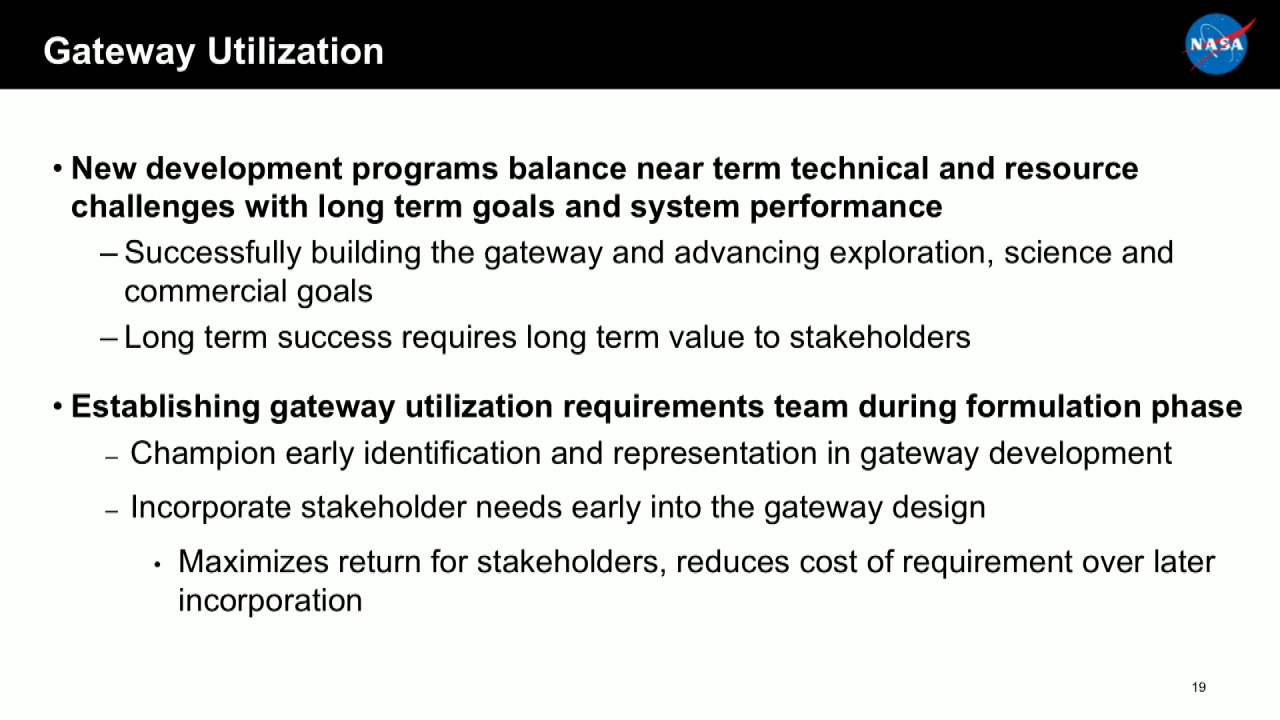 Gateway Utilization
NASA
• New development programs balance near term technical and resource
challenges with long term goals and system performance
– Successfully building the gateway and advancing exploration, science and
commercial goals
– Long term success requires long term value to stakeholders
• Establishing gateway utilization requirements team during formulation phase
– Champion early identification and representation in gateway development
– Incorporate stakeholder needs early into the gateway design
• Maximizes return for stakeholders, reduces cost of requirement over later
incorporation
19